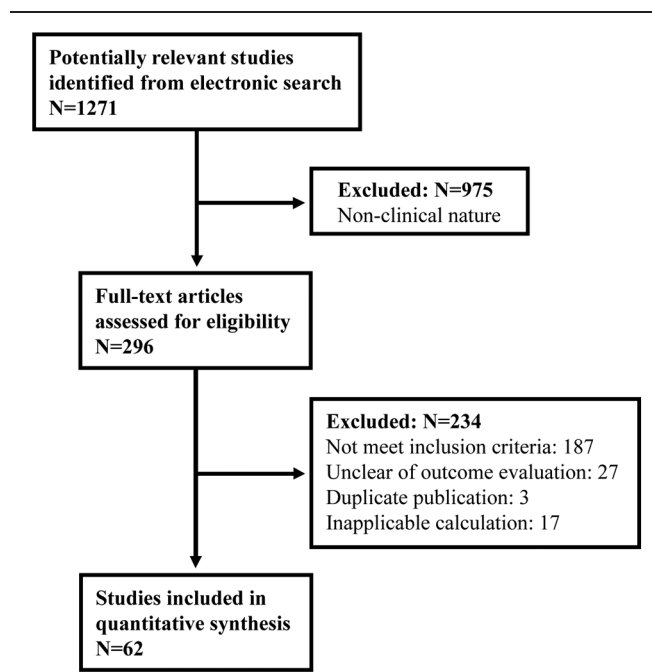 Potentially relevant studies
identified from electronic search
N=1271
Excluded: N=975
Non-clinical nature
Full-text articles
assessed for eligibility
N=296
Excluded: N=234
Not meet inclusion criteria: 187
Unclear of outcome evaluation: 27
Duplicate publication: 3
Inapplicable calculation: 17
Studies included in
quantitative synthesis
N=62